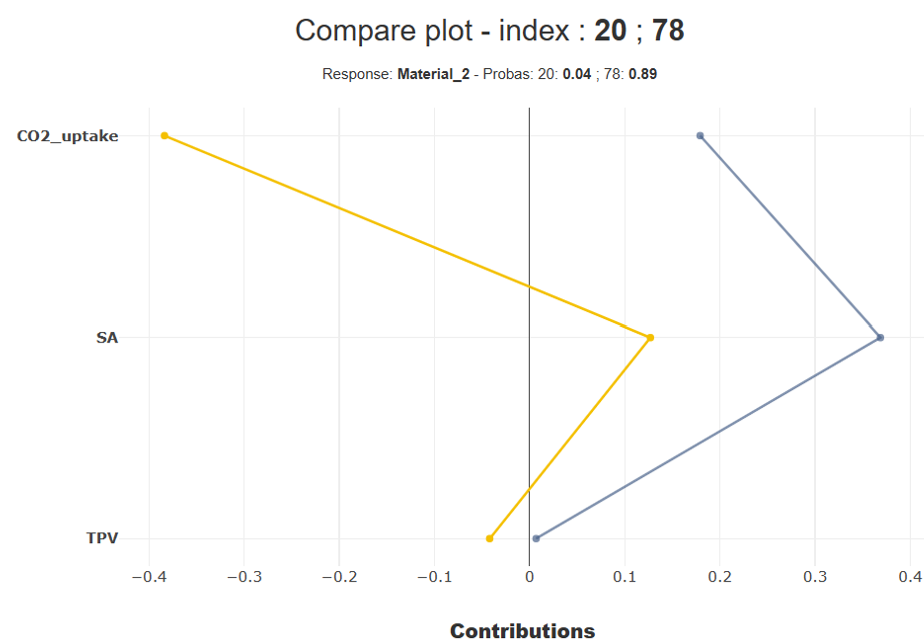 Compare plot - index : 20 ; 78
Response: Material_2 - Probas: 20: 0.04 ; 78: 0.89
CO2_uptake
SA
TPV
−0.4 −0.3 −0.2 −0.1 0 0.1 0.2 0.3 0.4
Contributions